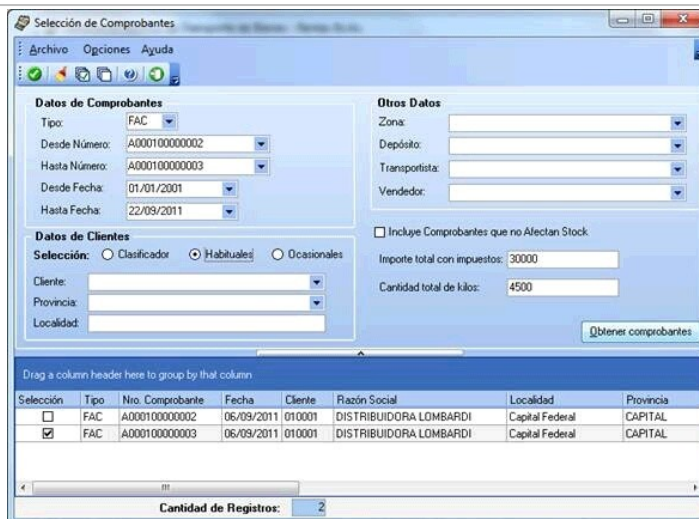 Selección de Comprobantes
Archivo Opciones Ayuda
Datos de Comprobantes
Tipo: FAC
Desde Número: A000100000002
Hasta Número: A000100000003
Desde Fecha: 01/01/2001
Hasta Fecha: 22/09/2011
Otros Datos
Zona:
Depósito:
Transportista:
Vendedor:
Datos de Clientes
Selección: Clasificador Habituales Ocasionales
Cliente:
Provincia:
Localidad:
Incluye Comprobantes que no Afectan Stock
Importe total con impuestos: 30000
Cantidad total de kilos: 4500
Obtener comprobantes
Drag a column header here to group by that column
Selección Tipo Nro. Comprobante Fecha Cliente Razón Social Localidad Provincia
FAC A000100000002 06/09/2011 010001 DISTRIBUIDORA LOMBARDI Capital Federal CAPITAL
FAC A000100000003 06/09/2011 010001 DISTRIBUIDORA LOMBARDI Capital Federal CAPITAL
Cantidad de Registros: 2